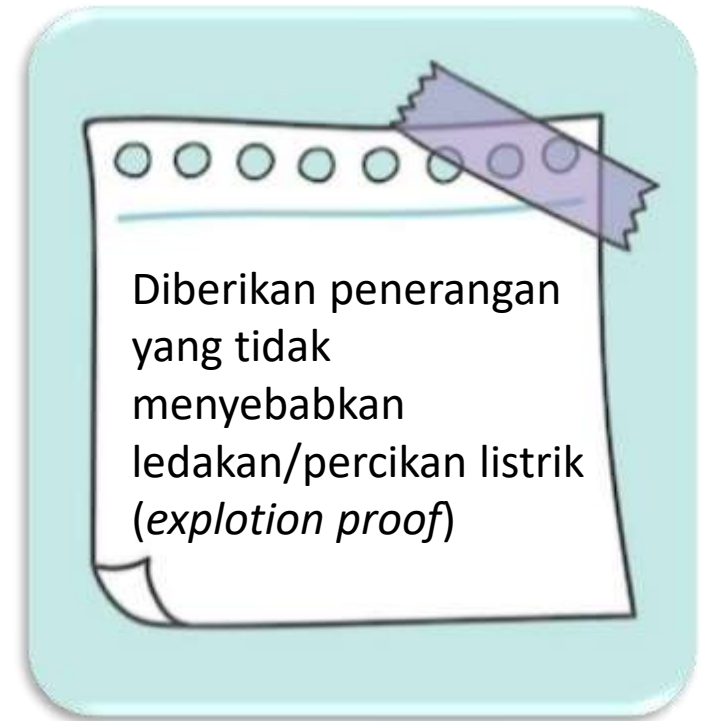 Diberikan penerangan
yang tidak
menyebabkan
ledakan/percikan listrik
(explotion proof)